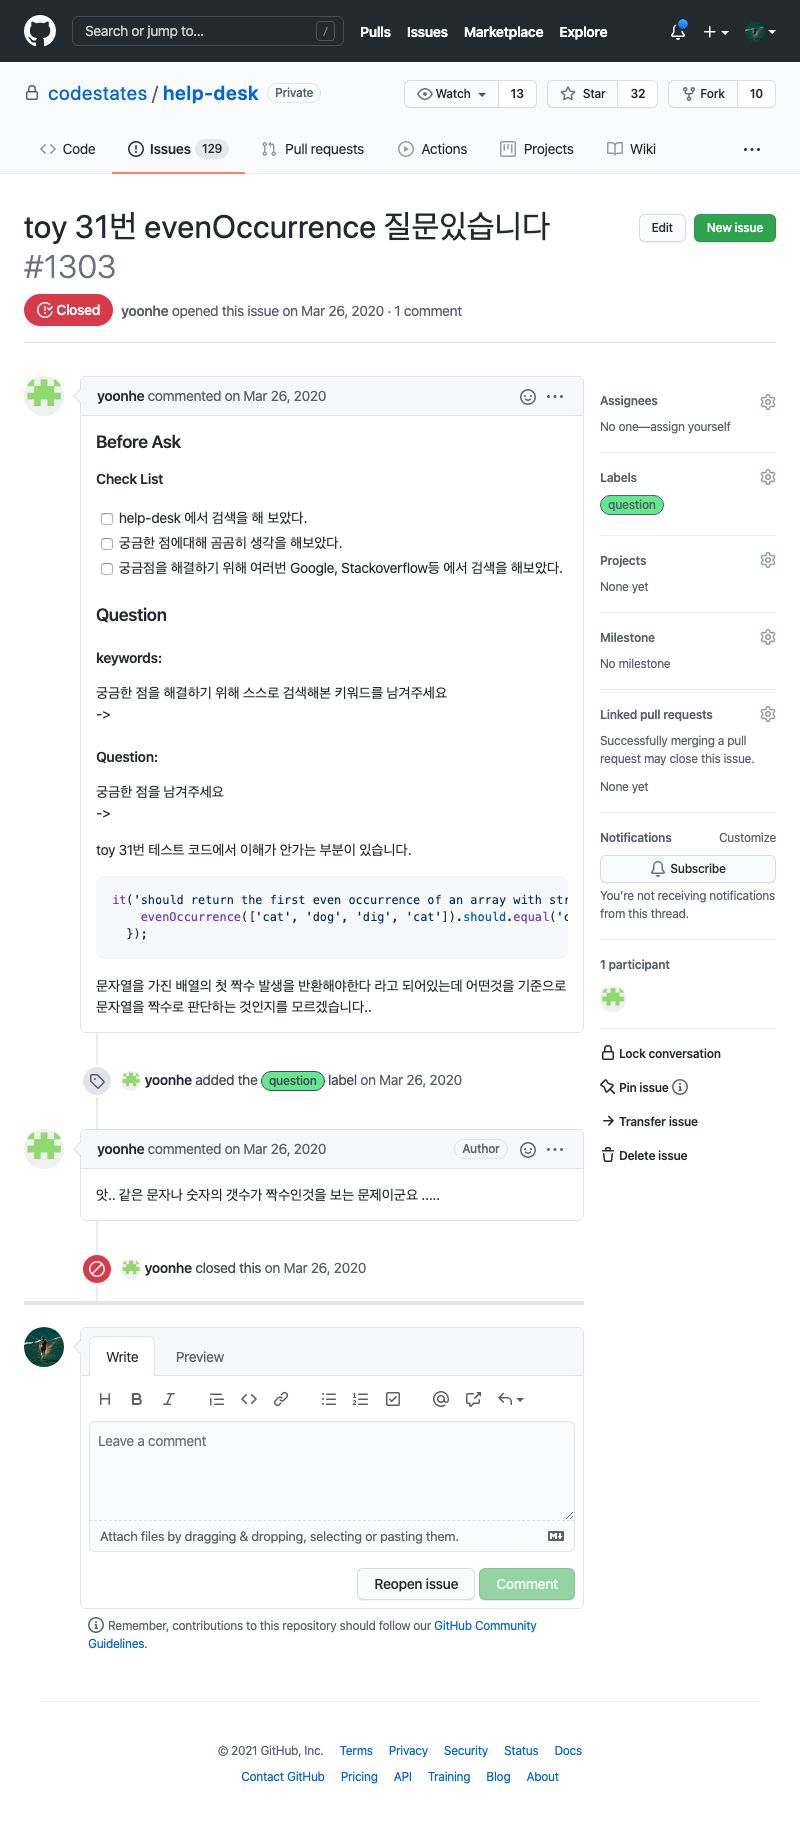 Search or jump to...
/
Pulls
Issues
Marketplace
Explore
codestates / help-desk
Private
Watch
13
Star
32
Fork
10
Code
Issues
129
Pull requests
Actions
Projects
Wiki
toy 31번 evenOccurrence 질문있습니다
#1303
Edit
New issue
Closed
yoonhe opened this issue on Mar 26, 2020 · 1 comment
yoonhe commented on Mar 26, 2020
Before Ask
Check List
help-desk 에서 검색을 해 보았다.
궁금한 점에대해 곰곰히 생각을 해보았다.
궁금점을 해결하기 위해 여러번 Google, Stackoverflow등 에서 검색을 해보았다.
Question
keywords:
궁금한 점을 해결하기 위해 스스로 검색해본 키워드를 남겨주세요
->
Question:
궁금한 점을 남겨주세요
->
toy 31번 테스트 코드에서 이해가 안가는 부분이 있습니다.
it('should return the first even occurrence of an array with str
evenOccurrence(['cat', 'dog', 'dig', 'cat']).should.equal('c
});
문자열을 가진 배열의 첫 짝수 발생을 반환해야한다 라고 되어있는데 어떤것을 기준으로
문자열을 짝수로 판단하는 것인지를 모르겠습니다..
yoonhe added the question label on Mar 26, 2020
yoonhe commented on Mar 26, 2020
Author
앗.. 같은 문자나 숫자의 갯수가 짝수인것을 보는 문제이군요 .....
yoonhe closed this on Mar 26, 2020
Write
Preview
Leave a comment
Attach files by dragging & dropping, selecting or pasting them.
Reopen issue
Comment
Remember, contributions to this repository should follow our GitHub Community
Guidelines.
Assignees
No one—assign yourself
Labels
question
Projects
None yet
Milestone
No milestone
Linked pull requests
Successfully merging a pull
request may close this issue.
None yet
Notifications
Customize
Subscribe
You're not receiving notifications
from this thread.
1 participant
Lock conversation
Pin issue
Transfer issue
Delete issue
© 2021 GitHub, Inc.
Terms
Privacy
Security
Status
Docs
Contact GitHub
Pricing
API
Training
Blog
About